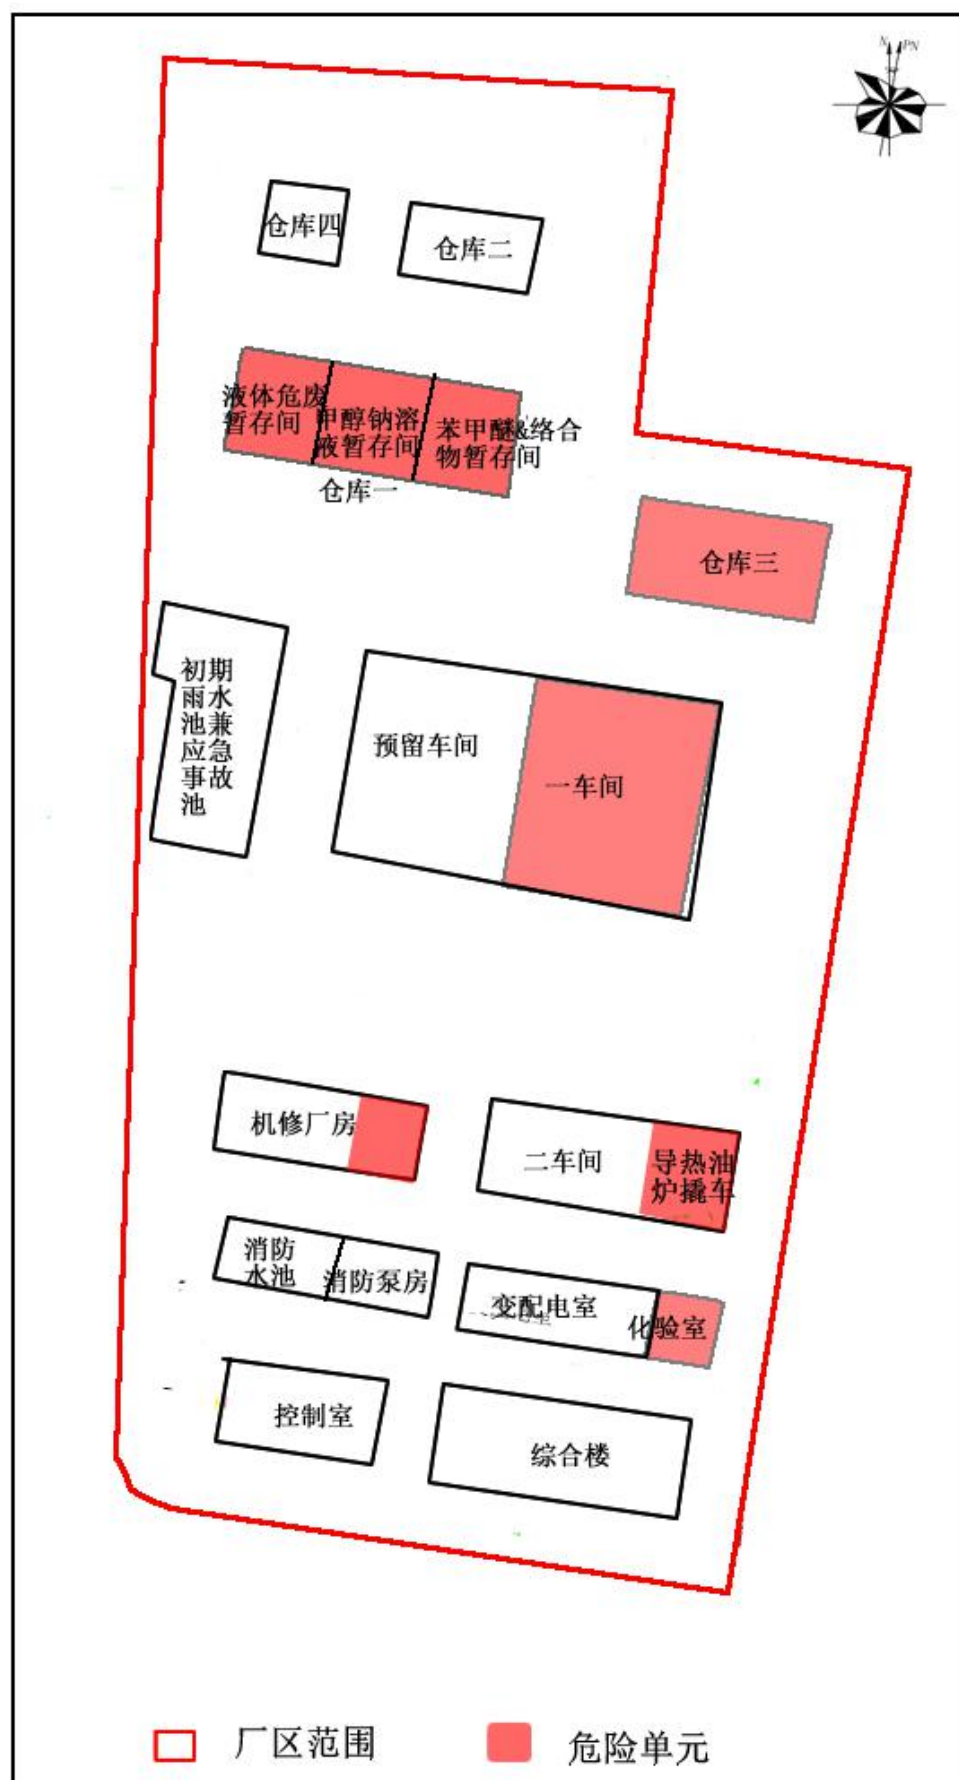 N PN
仓库四
仓库二
液体危废
暂存间
甲醇钠溶
液暂存间
苯甲醚&络合
物暂存间
仓库一
仓库三
初期
雨水
池兼
应急
事故
池
预留车间
一车间
机修厂房
二车间
导热油
炉撬车
消防
水池
消防泵房
变配电室
化验室
控制室
综合楼
厂区范围
危险单元